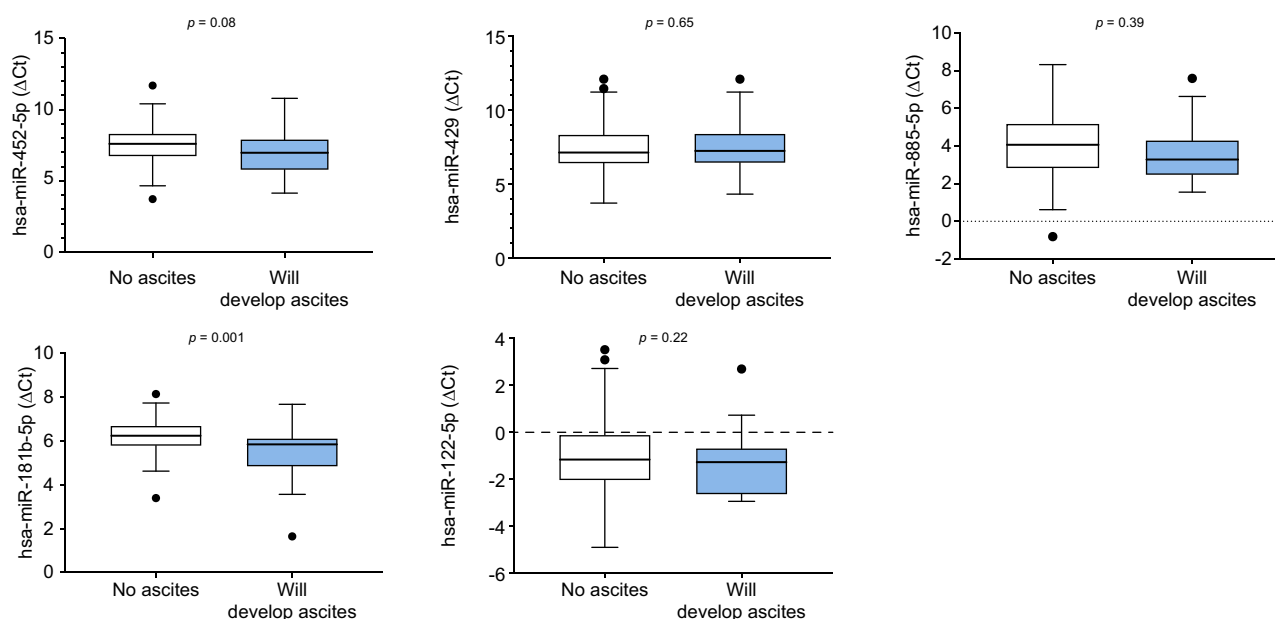 p = 0.08
hsa-miR-452-5p (ΔCt)
15
10
5
0
No ascites
Will
develop ascites
p = 0.65
hsa-miR-429 (ΔCt)
15
10
5
0
No ascites
Will
develop ascites
p = 0.39
hsa-miR-885-5p (ΔCt)
10
8
6
4
2
0
-2
No ascites
Will
develop ascites
p = 0.001
hsa-miR-181b-5p (ΔCt)
10
8
6
4
2
0
No ascites
Will
develop ascites
p = 0.22
hsa-miR-122-5p (ΔCt)
4
2
0
-2
-4
-6
No ascites
Will
develop ascites